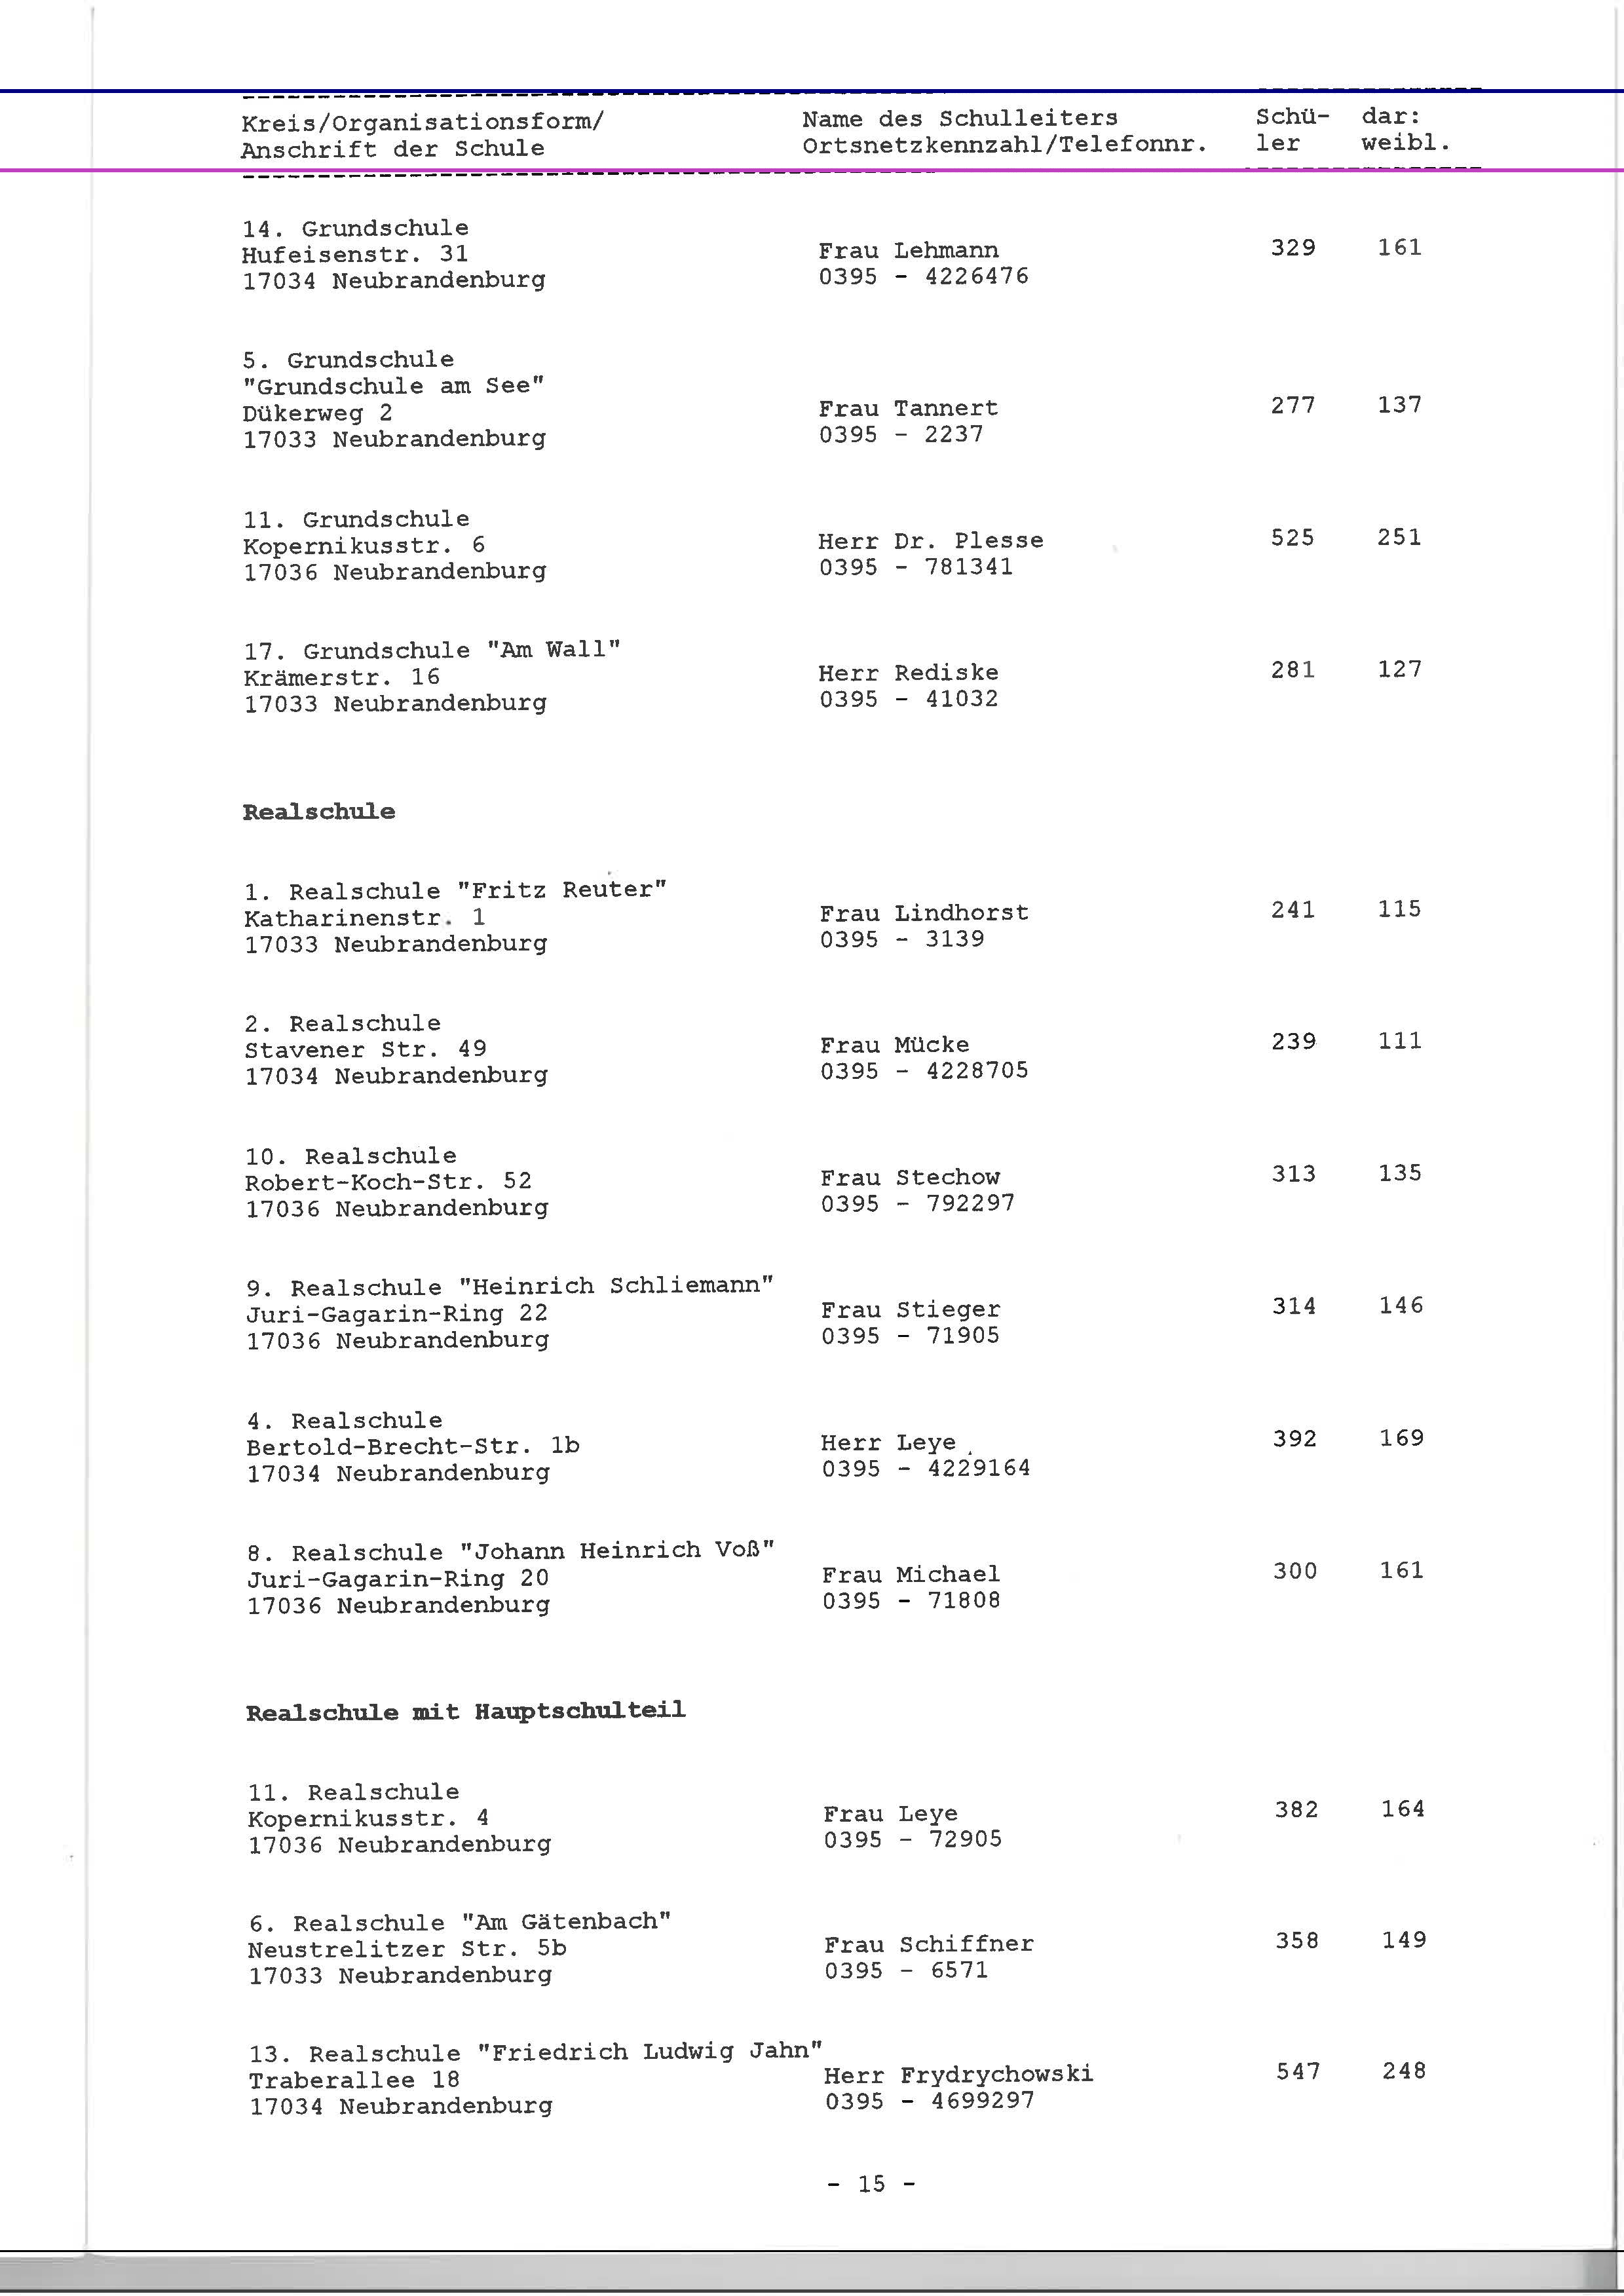 Kreis/Organisationsform/ Name des Schulleiters Schü- dar:
Anschrift der Schule Ortsnetzkennzahl/Telefonnr. ler weibl.
14. Grundschule
Hufeisenstr. 31 Frau Lehmann 329 161
17034 Neubrandenburg 0395 - 4226476
5. Grundschule
"Grundschule am See"
Dükerweg 2 Frau Tannert 277 137
17033 Neubrandenburg 0395 - 2237
11. Grundschule
Kopernikusstr. 6 Herr Dr. Plesse 525 251
17036 Neubrandenburg 0395 - 781341
17. Grundschule "Am Wall"
Krämerstr. 16 Herr Rediske 281 127
17033 Neubrandenburg 0395 - 41032
Realschule
1. Realschule "Fritz Reuter"
Katharinenstr. 1 Frau Lindhorst 241 115
17033 Neubrandenburg 0395 - 3139
2. Realschule
Stavener Str. 49 Frau Mücke 239 111
17034 Neubrandenburg 0395 - 4228705
10. Realschule
Robert-Koch-Str. 52 Frau Stechow 313 135
17036 Neubrandenburg 0395 - 792297
9. Realschule "Heinrich Schliemann"
Juri-Gagarin-Ring 22 Frau Stieger 314 146
17036 Neubrandenburg 0395 - 71905
4. Realschule
Bertold-Brecht-Str. 1b Herr Leye 392 169
17034 Neubrandenburg 0395 - 4229164
8. Realschule "Johann Heinrich Voß"
Juri-Gagarin-Ring 20 Frau Michael 300 161
17036 Neubrandenburg 0395 - 71808
Realschule mit Hauptschulteil
11. Realschule
Kopernikusstr. 4 Frau Leye 382 164
17036 Neubrandenburg 0395 - 72905
6. Realschule "Am Gätenbach"
Neustrelitzer Str. 5b Frau Schiffner 358 149
17033 Neubrandenburg 0395 - 6571
13. Realschule "Friedrich Ludwig Jahn"
Traberallee 18 Herr Frydrychowski 547 248
17034 Neubrandenburg 0395 - 4699297
- 15 -